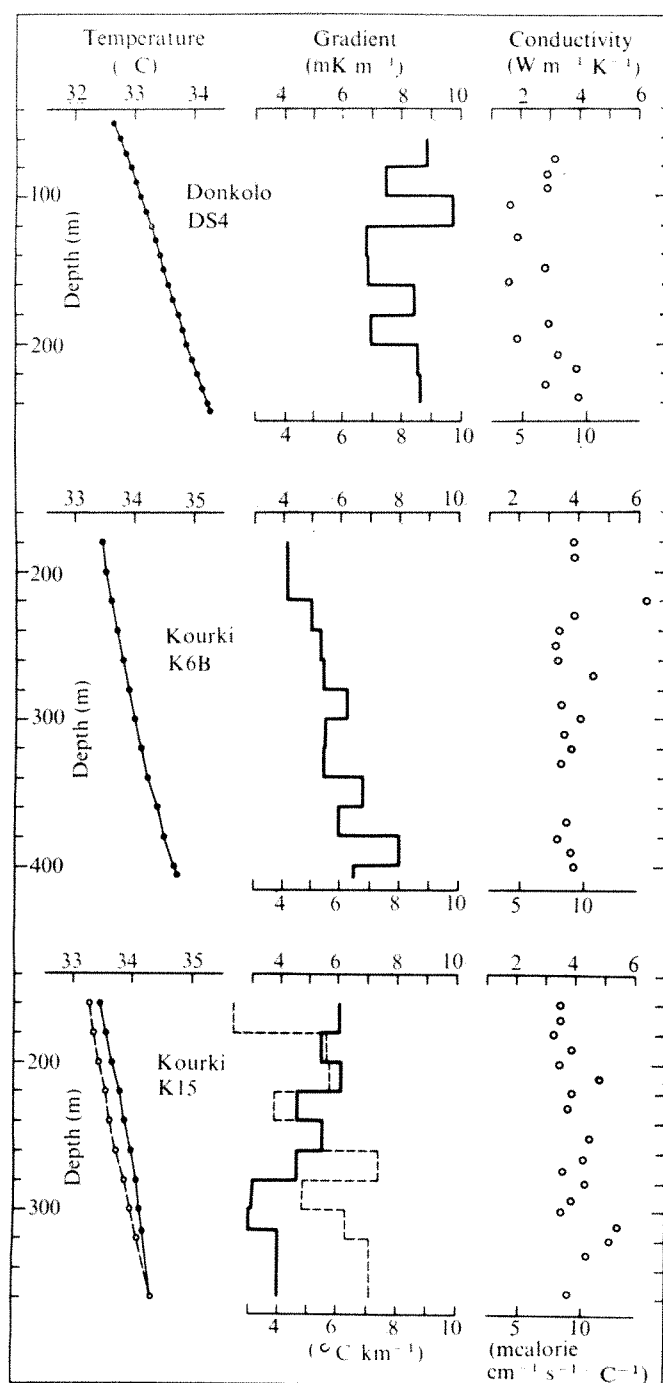 Temperature Gradient Conductivity
( C) (mK m⁻¹) (W m⁻¹ K⁻¹)
32 33 34 4 6 8 10 2 4 6
Donkolo
DS4
100
Depth (m)
200
4 6 8 10 5 10
33 34 35 4 6 8 10 2 4 6
200
Kourki
K6B
Depth (m)
300
400
4 6 8 10 5 10
33 34 35 4 6 8 10 2 4 6
200
Kourki
K15
Depth (m)
300
4 6 8 10 5 10
(°C km⁻¹) (mcalorie
cm⁻¹ s⁻¹ C⁻¹)